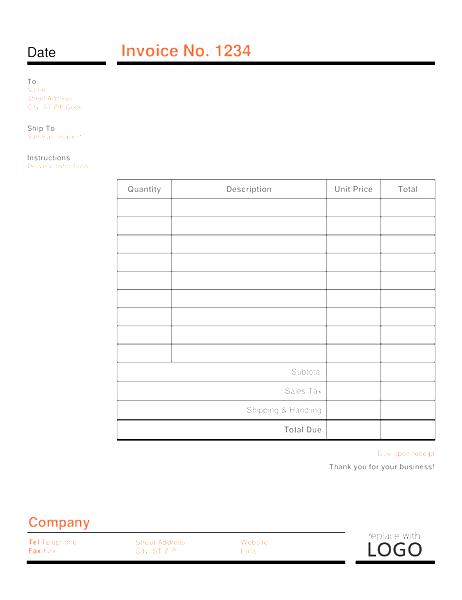 Date
Invoice No. 1234
To
Name
Street Address
City, ST ZIP Code
Ship To
Same as recipient
Instructions
Delivery Instructions
Quantity Description Unit Price Total
Subtotal
Sales Tax
Shipping & Handling
Total Due
Due upon receipt
Thank you for your business!
Company
Tel Telephone Street Address Website
Fax Fax City, ST ZIP Email
replace with
LOGO